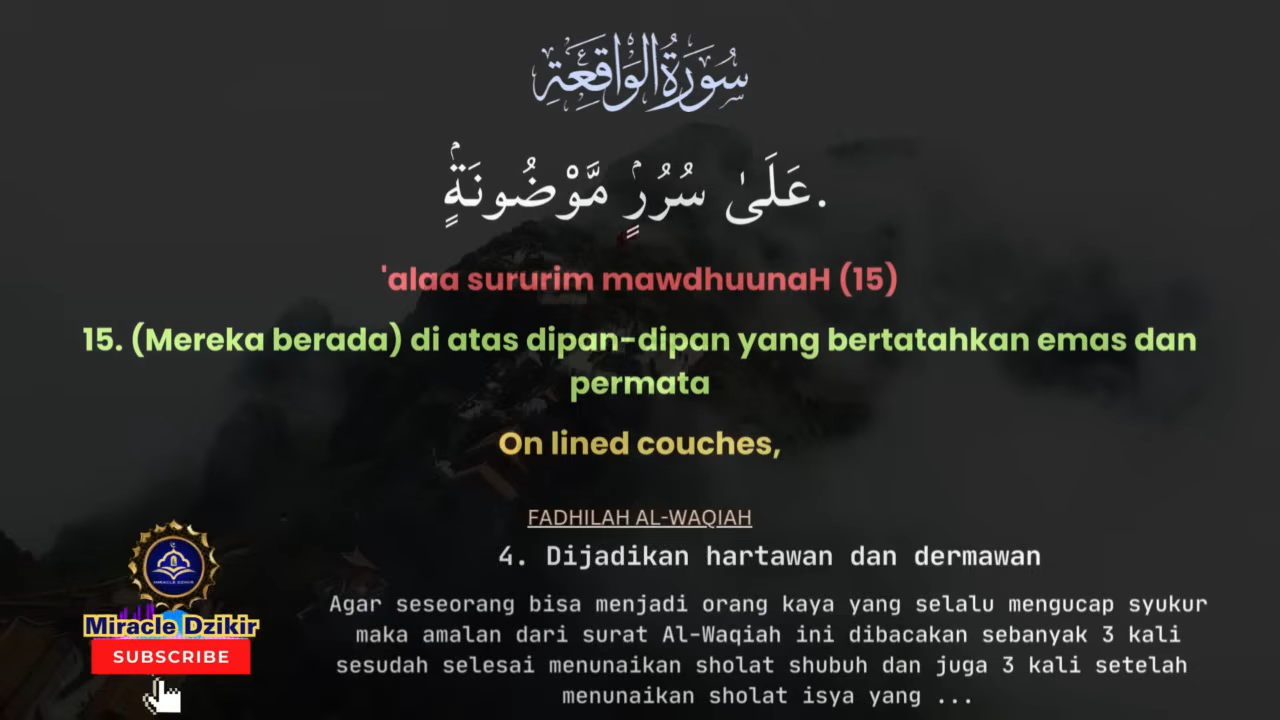 سُورَةُ الْوَاقِعَةِ
عَلَىٰ سُرُرٍۢ مَّوْضُونَةٍۢ.
'alaa sururim mawdhuunaH (15)
15. (Mereka berada) di atas dipan-dipan yang bertatahkan emas dan
permata
On lined couches,
FADHILAH AL-WAQIAH
4. Dijadikan hartawan dan dermawan
Agar seseorang bisa menjadi orang kaya yang selalu mengucap syukur
maka amalan dari surat Al-Waqiah ini dibacakan sebanyak 3 kali
sesudah selesai menunaikan sholat shubuh dan juga 3 kali setelah
menunaikan sholat isya yang ...
MIRACLE DZIKIR
Miracle Dzikir
SUBSCRIBE